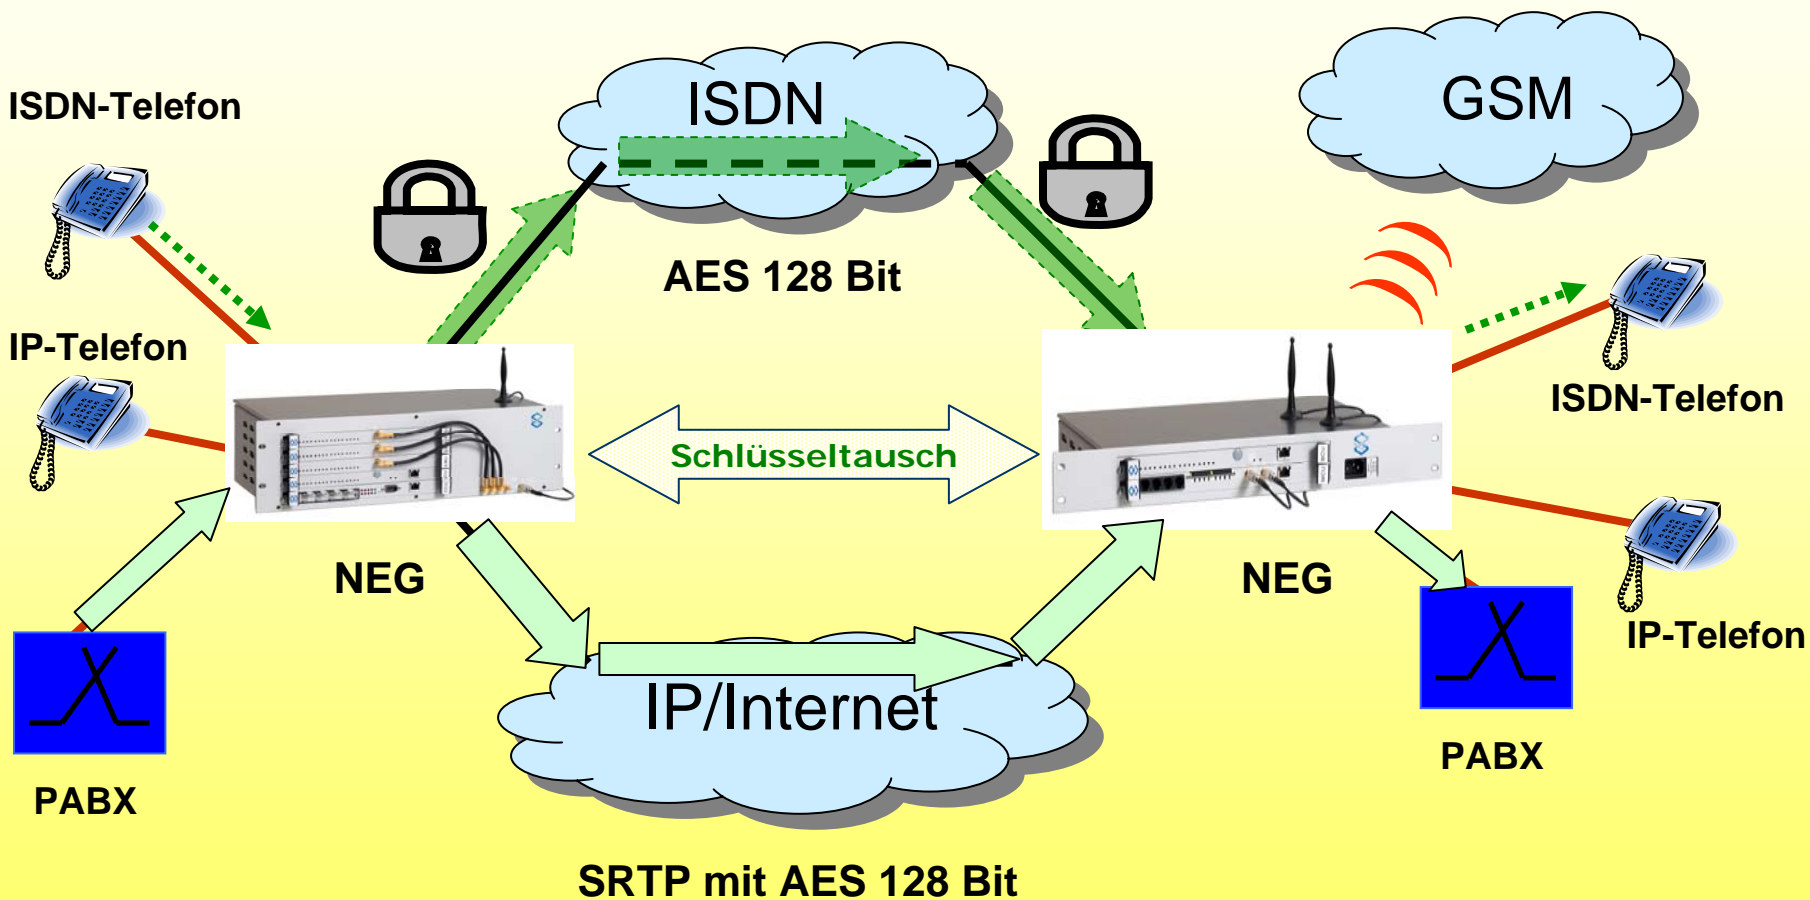 ISDN
GSM
ISDN-Telefon
AES 128 Bit
IP-Telefon
ISDN-Telefon
Schlüsseltausch
NEG
NEG
IP-Telefon
IP/Internet
PABX
PABX
SRTP mit AES 128 Bit